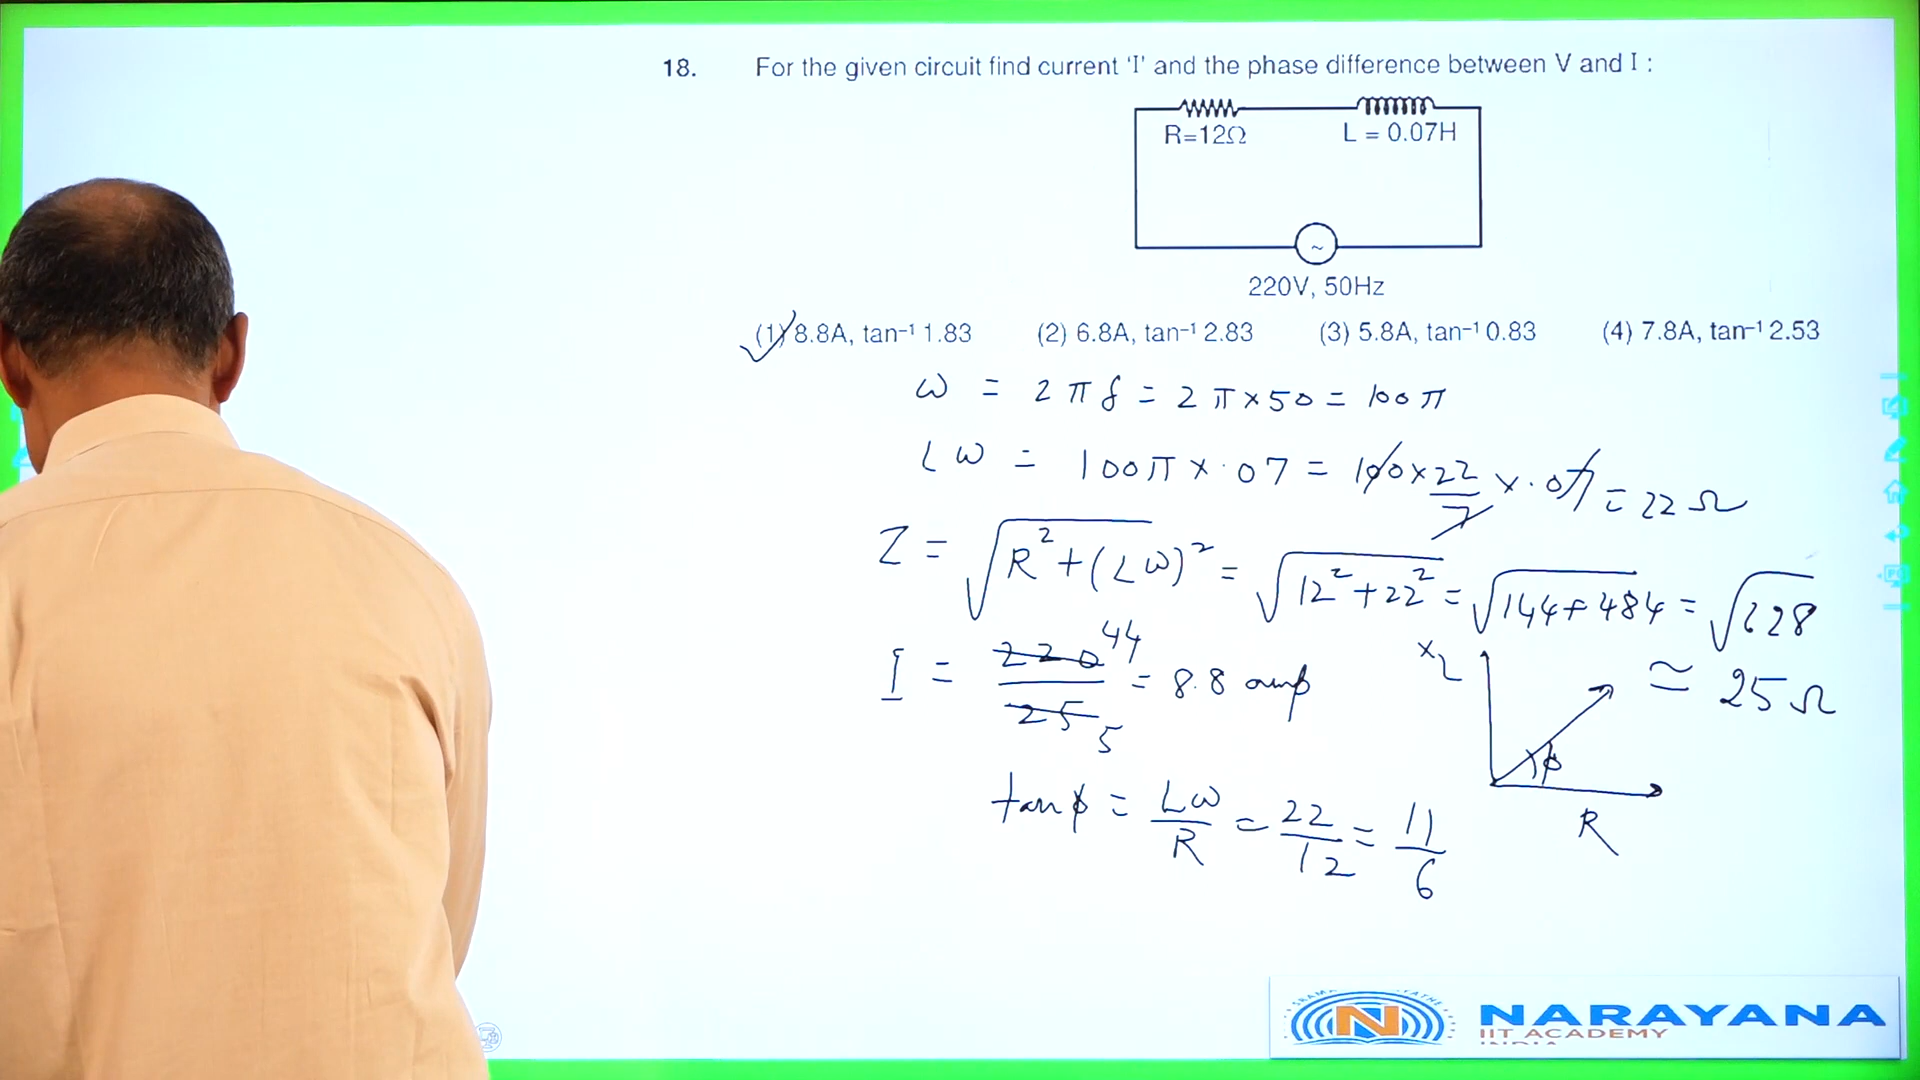 18. For the given circuit find current 'I' and the phase difference between V and I :
R=12Ω L = 0.07H
~
220V, 50Hz
(1) 8.8A, tan⁻¹ 1.83 (2) 6.8A, tan⁻¹ 2.83 (3) 5.8A, tan⁻¹ 0.83 (4) 7.8A, tan⁻¹ 2.53
ω = 2πf = 2π×50 = 100π
Lω = 100π × .07 = 100 × 22/7 × .07 = 22 Ω
Z = √(R² + (Lω)²) = √(12² + 22²) = √(144 + 484) = √628
≃ 25 Ω
I = 220/25 44/5 = 8.8 amp
X_L
φ
R
tan φ = Lω/R = 22/12 = 11/6
N
NARAYANA
IIT ACADEMY